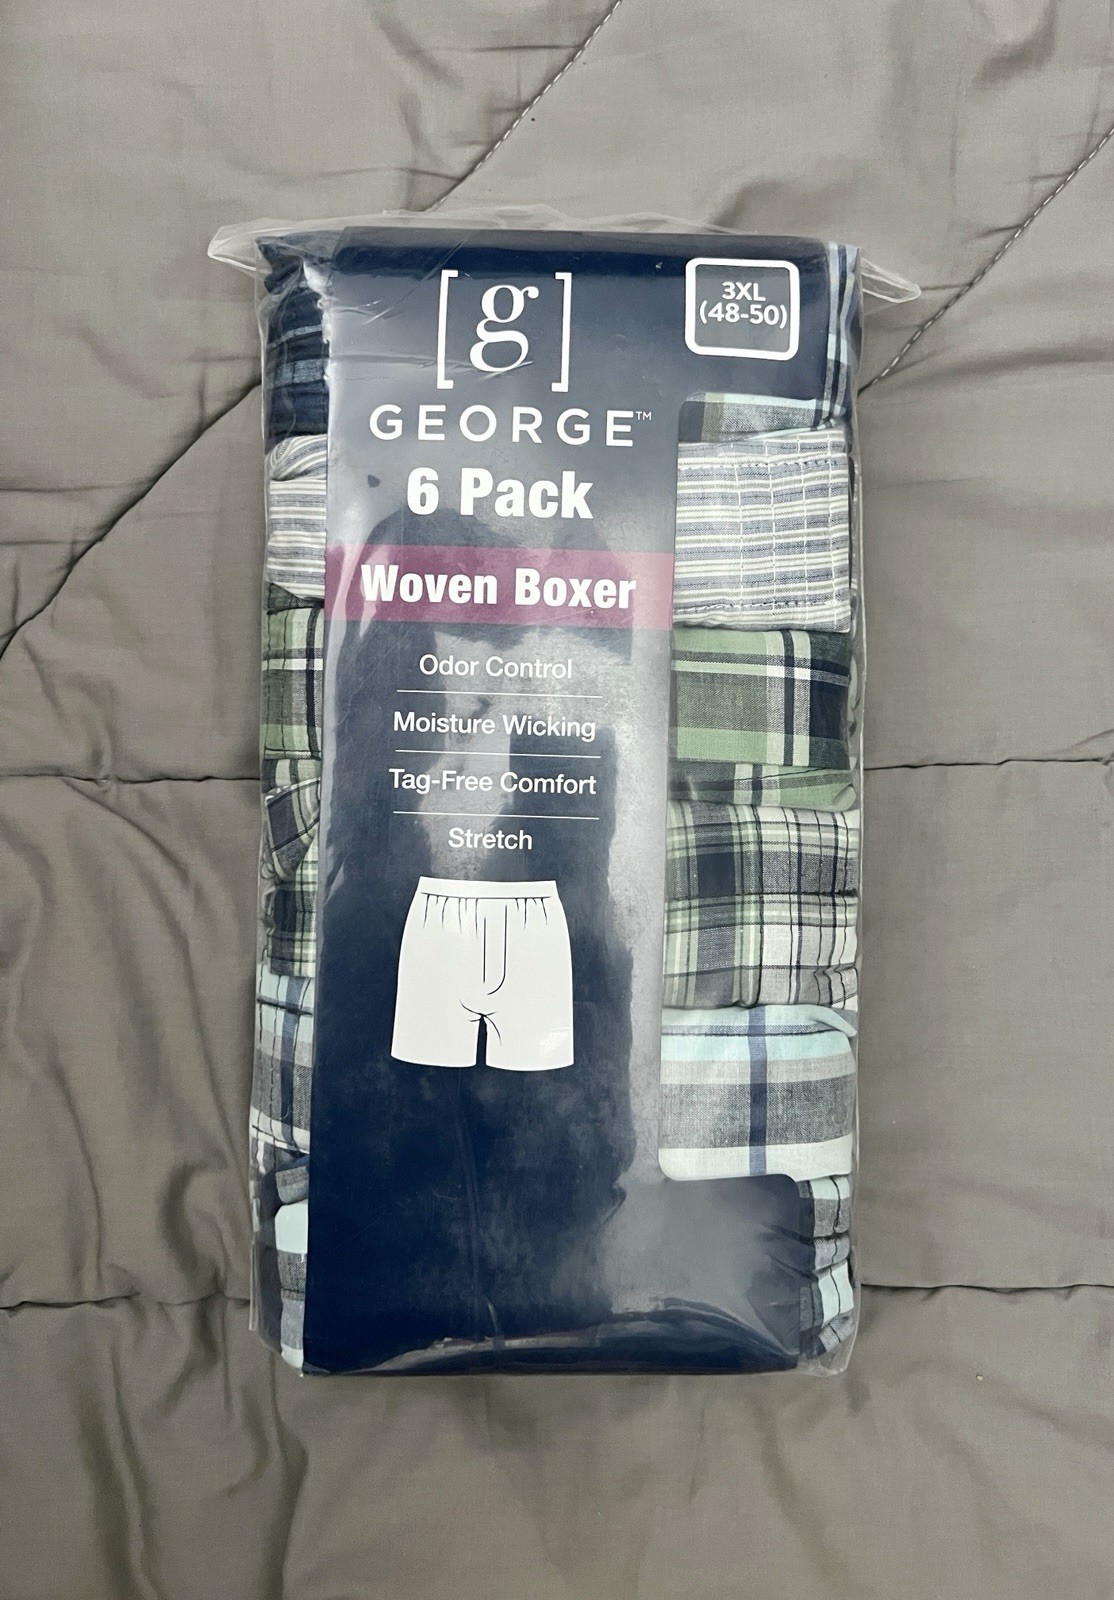 [g]
GEORGE™
3XL
(48-50)
6 Pack
Woven Boxer
Odor Control
Moisture Wicking
Tag-Free Comfort
Stretch